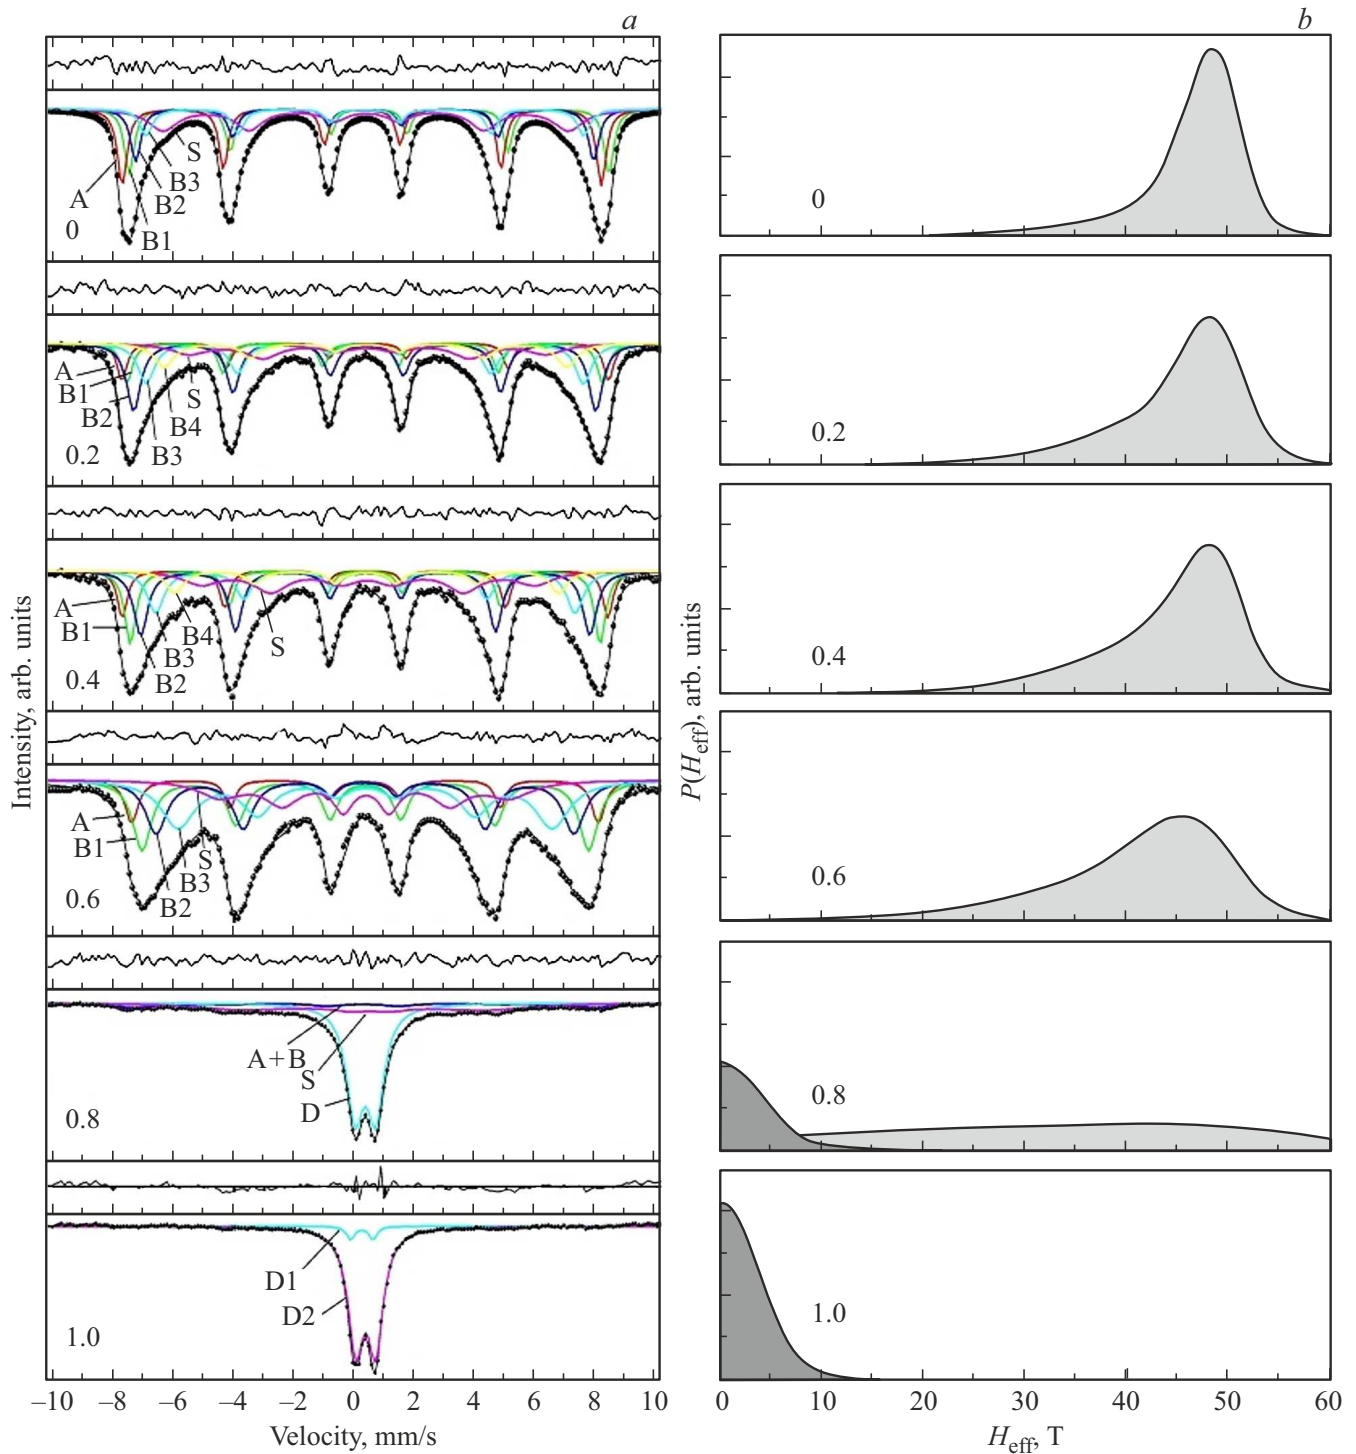 a
b
A
0
B1
B2
B3
S
0
A
B1
B2
0.2
B3
B4
S
0.2
A
B1
0.4
B2
B3
B4
S
0.4
A
B1
0.6
B2
B3
S
0.6
A+B
S
D
0.8
0.8
D1
D2
1.0
1.0
Intensity, arb. units
P(Heff), arb. units
–10 –8 –6 –4 –2 0 2 4 6 8 10
0 10 20 30 40 50 60
Velocity, mm/s
Heff, T